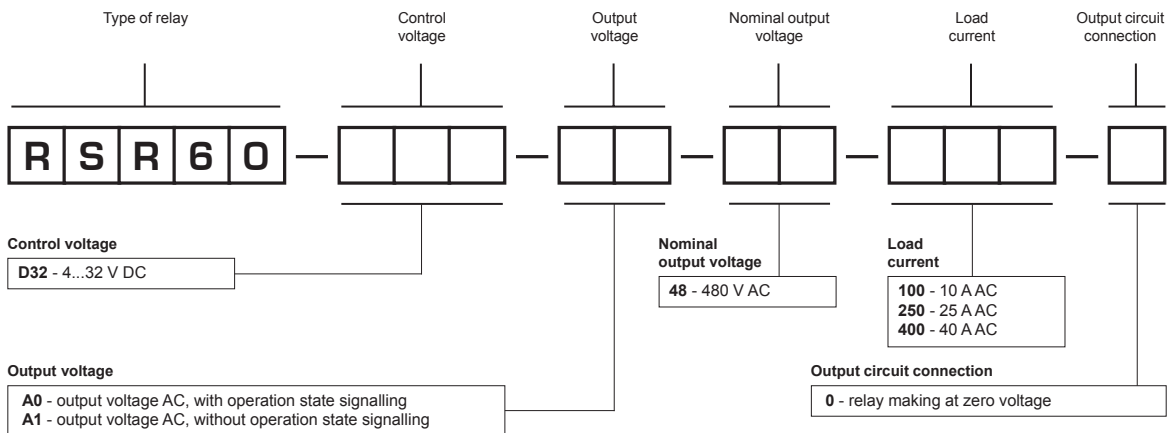 Type of relay
Control
voltage
Output
voltage
Nominal output
voltage
Load
current
Output circuit
connection
RSR60 — — — — —
Control voltage
D32 - 4...32 V DC
Nominal
output voltage
48 - 480 V AC
Load
current
100 - 10 A AC
250 - 25 A AC
400 - 40 A AC
Output voltage
A0 - output voltage AC, with operation state signalling
A1 - output voltage AC, without operation state signalling
Output circuit connection
0 - relay making at zero voltage